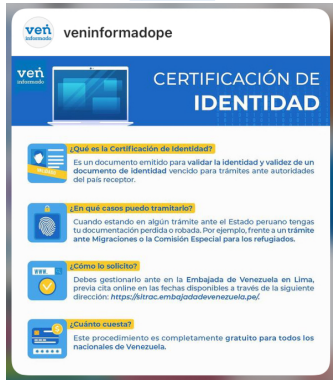 veṅ
informado
veninformadope
veṅ
informado
CERTIFICACIÓN DE
IDENTIDAD
¿Qué es la Certificación de Identidad?
Es un documento emitido para validar la identidad y validez de un
documento de identidad vencido para trámites ante autoridades
del país receptor.
¿En qué casos puedo tramitarlo?
Cuando estando en algún trámite ante el Estado peruano tengas
tu documentación perdida o robada. Por ejemplo, frente a un trámite
ante Migraciones o la Comisión Especial para los refugiados.
WWW.
¿Cómo lo solicito?
Debes gestionarlo ante en la Embajada de Venezuela en Lima,
previa cita online en las fechas disponibles a través de la siguiente
dirección: https://sitrac.embajadadevenezuela.pe/.
¿Cuánto cuesta?
Este procedimiento es completamente gratuito para todos los
nacionales de Venezuela.